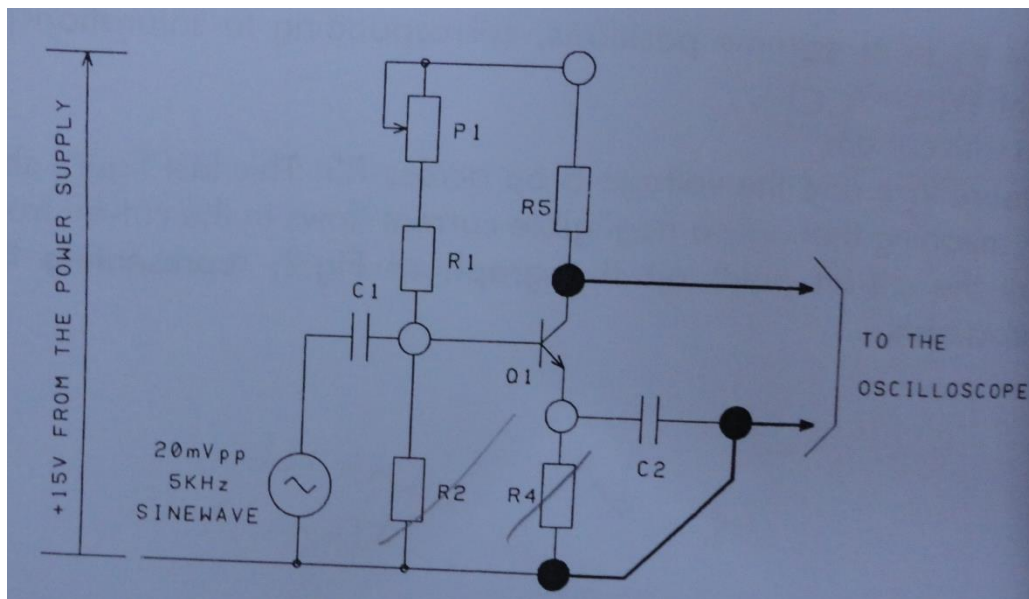 +15V FROM THE POWER SUPPLY
P1
R5
R1
C1
Q1
TO THE
OSCILLOSCOPE
20mVpp
5KHz
SINEWAVE
R2
R4
C2